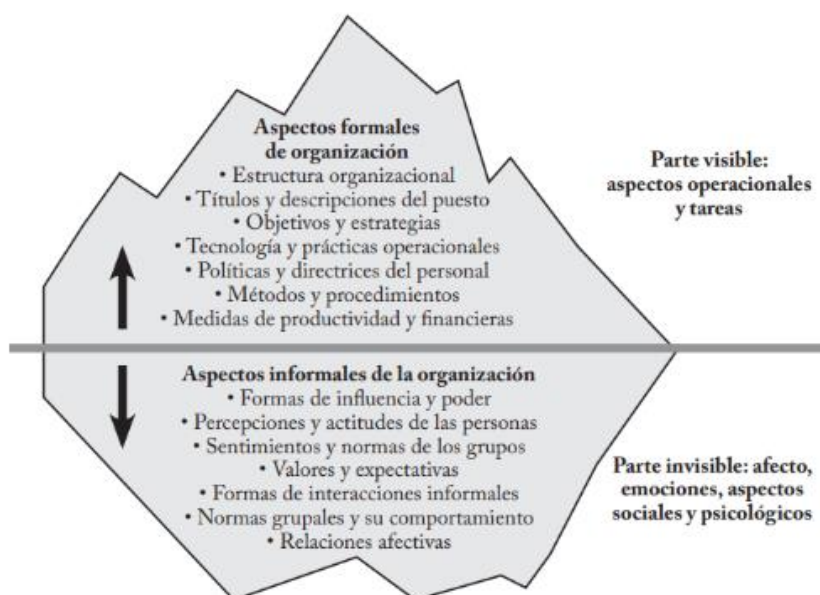 Aspectos formales
de organización
• Estructura organizacional
• Títulos y descripciones del puesto
• Objetivos y estrategias
• Tecnología y prácticas operacionales
• Políticas y directrices del personal
• Métodos y procedimientos
• Medidas de productividad y financieras
Parte visible:
aspectos operacionales
y tareas
Aspectos informales de la organización
• Formas de influencia y poder
• Percepciones y actitudes de las personas
• Sentimientos y normas de los grupos
• Valores y expectativas
• Formas de interacciones informales
• Normas grupales y su comportamiento
• Relaciones afectivas
Parte invisible: afecto,
emociones, aspectos
sociales y psicológicos